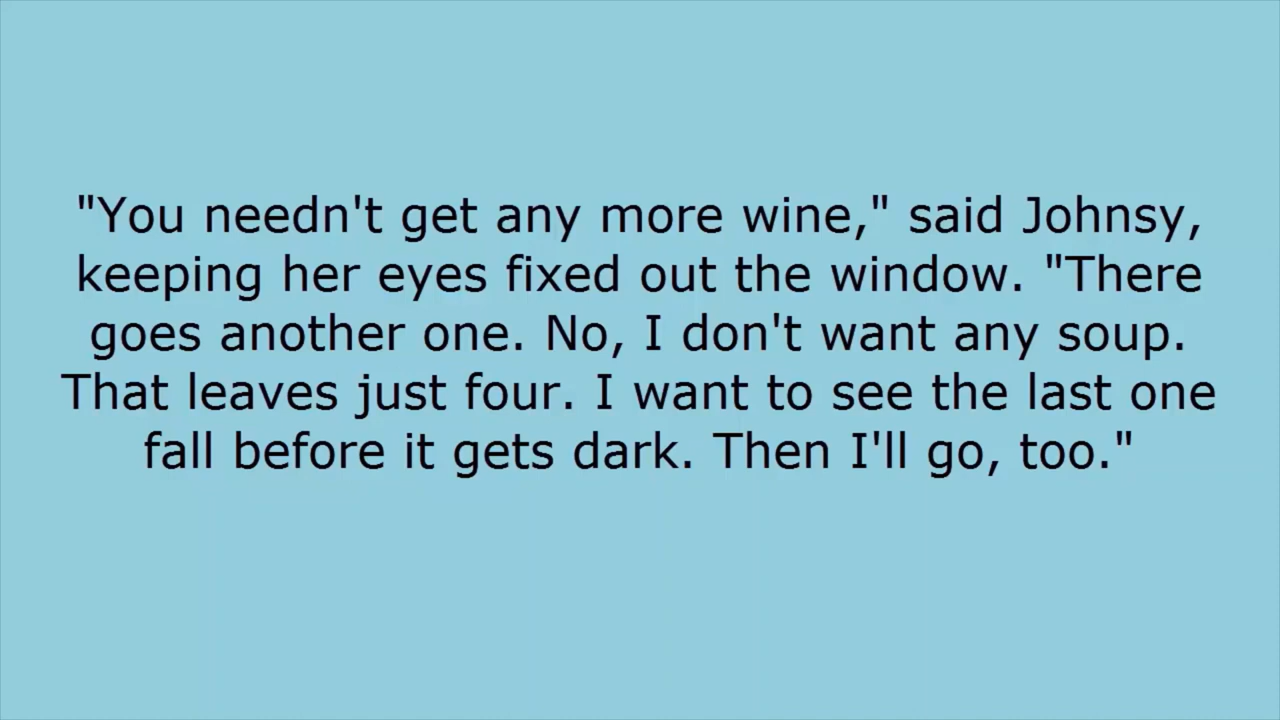 "You needn't get any more wine," said Johnsy,
keeping her eyes fixed out the window. "There
goes another one. No, I don't want any soup.
That leaves just four. I want to see the last one
fall before it gets dark. Then I'll go, too."